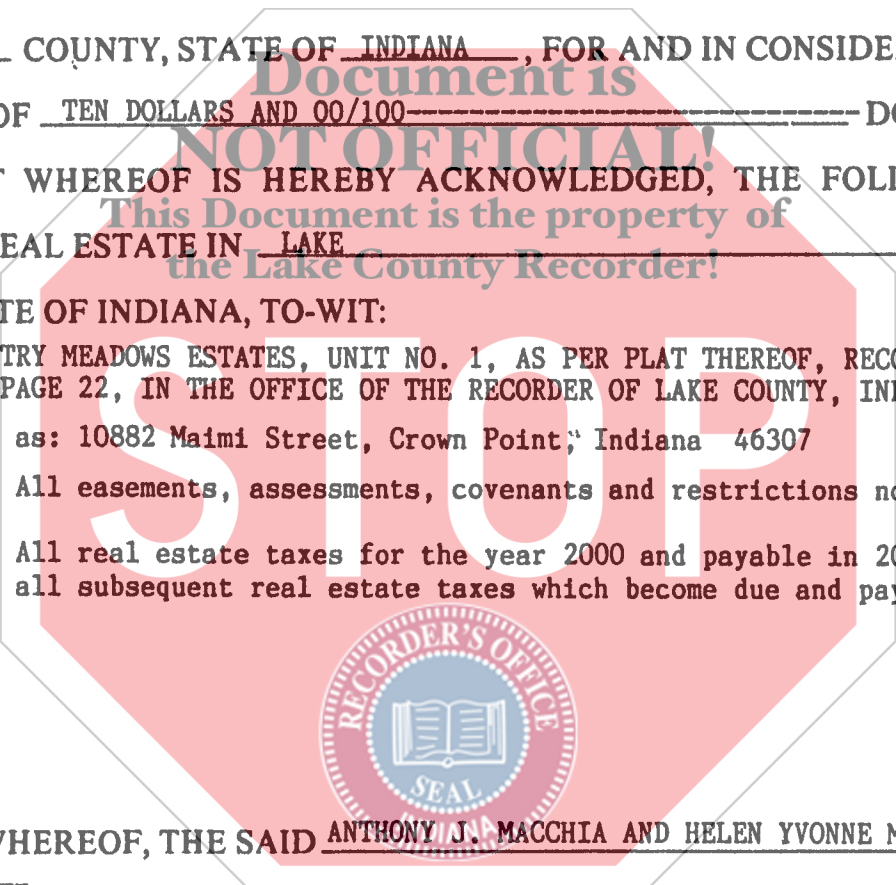 COUNTY, STATE OF INDIANA, FOR AND IN CONSIDE
Document is
OF TEN DOLLARS AND 00/100------------------------------ DO
NOT OFFICIAL!
WHEREOF IS HEREBY ACKNOWLEDGED, THE FOLL
This Document is the property of
EAL ESTATE IN LAKE
the Lake County Recorder!
TE OF INDIANA, TO-WIT:
STOP
TRY MEADOWS ESTATES, UNIT NO. 1, AS PER PLAT THEREOF, RECO
PAGE 22, IN THE OFFICE OF THE RECORDER OF LAKE COUNTY, IN
as: 10882 Maimi Street, Crown Point, Indiana 46307
All easements, assessments, covenants and restrictions no
All real estate taxes for the year 2000 and payable in 20
all subsequent real estate taxes which become due and pay
RECORDER'S OFFICE
SEAL
INDIANA
WHEREOF, THE SAID ANTHONY J. MACCHIA AND HELEN YVONNE M